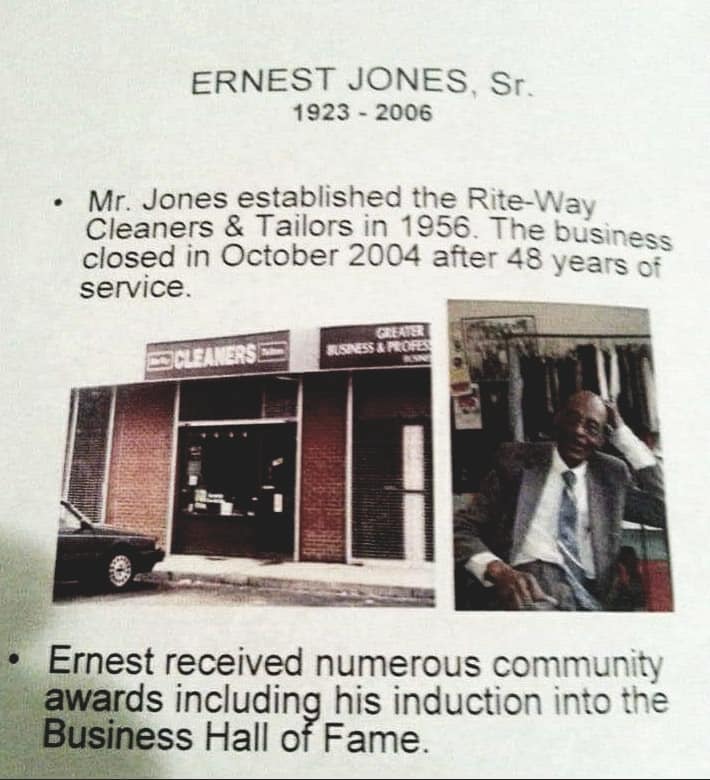 ERNEST JONES, Sr.
1923 - 2006
• Mr. Jones established the Rite-Way
Cleaners & Tailors in 1956. The business
closed in October 2004 after 48 years of
service.
CLEANERS
GREATER
BUSINESS & PROFES
• Ernest received numerous community
awards including his induction into the
Business Hall of Fame.